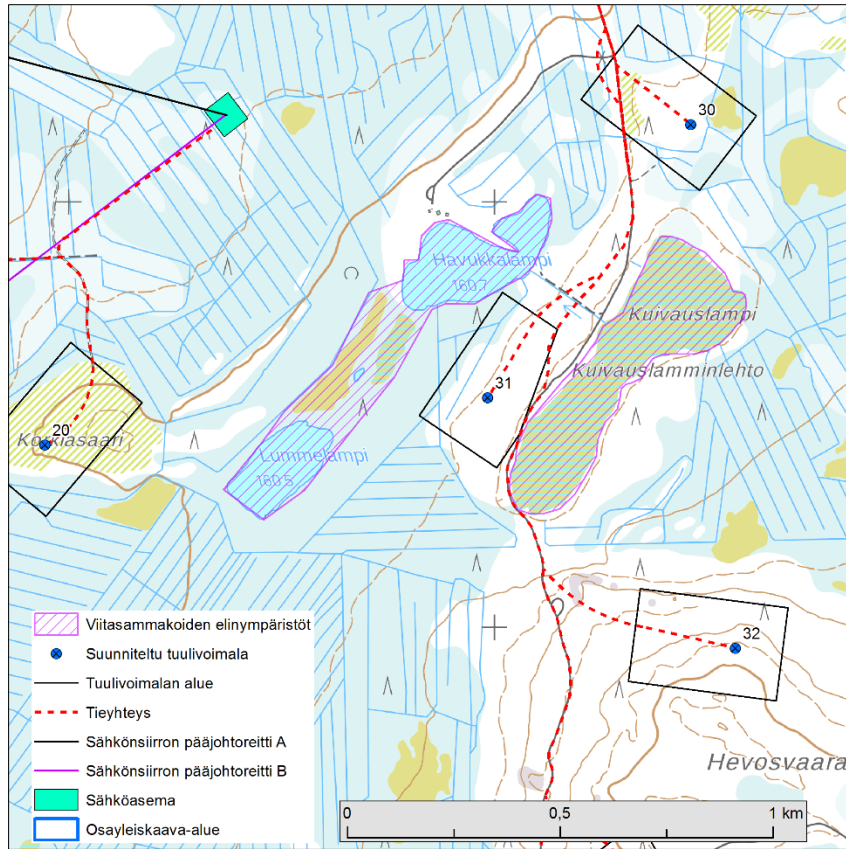 30
Havukkalampi
160.7
Kuivauslampi
Kuivauslamminlehto
31
20
Korkiasaari
Lummelampi
160.5
32
Hevosvaara
Viitasammakoiden elinympäristöt
Suunniteltu tuulivoimala
Tuulivoimalan alue
Tieyhteys
Sähkönsiirron pääjohtoreitti A
Sähkönsiirron pääjohtoreitti B
Sähköasema
Osayleiskaava-alue
0 0,5 1 km